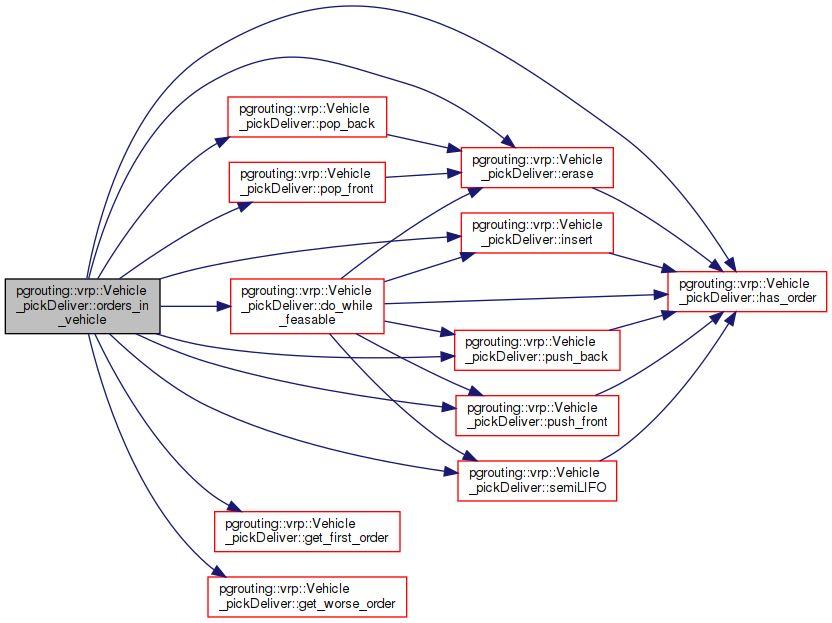 pgrouting::vrp::Vehicle
_pickDeliver::pop_back
pgrouting::vrp::Vehicle
_pickDeliver::erase
pgrouting::vrp::Vehicle
_pickDeliver::pop_front
pgrouting::vrp::Vehicle
_pickDeliver::insert
pgrouting::vrp::Vehicle
_pickDeliver::has_order
pgrouting::vrp::Vehicle
_pickDeliver::orders_in
_vehicle
pgrouting::vrp::Vehicle
_pickDeliver::do_while
_feasable
pgrouting::vrp::Vehicle
_pickDeliver::push_back
pgrouting::vrp::Vehicle
_pickDeliver::push_front
pgrouting::vrp::Vehicle
_pickDeliver::semiLIFO
pgrouting::vrp::Vehicle
_pickDeliver::get_first_order
pgrouting::vrp::Vehicle
_pickDeliver::get_worse_order